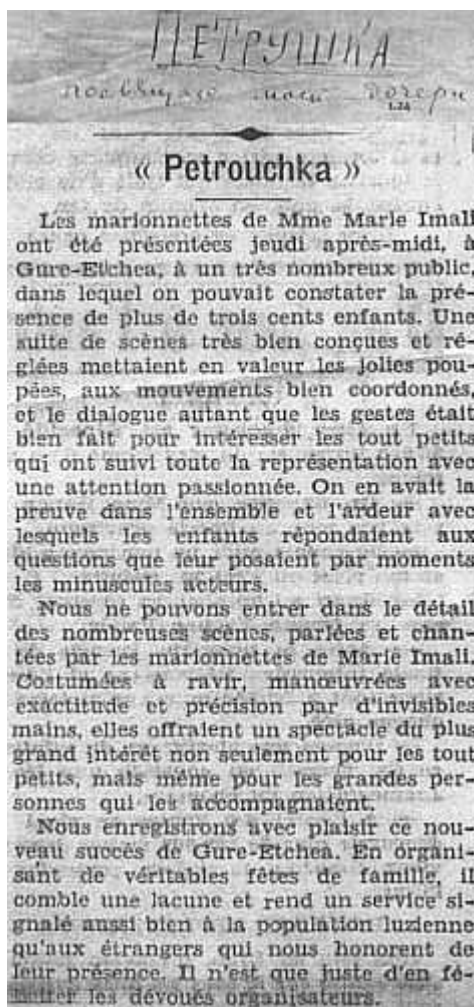 ПЕТРУШКА
посвящаю моей дочери
« Petrouchka »
Les marionnettes de Mme Marie Imali
ont été présentées jeudi après-midi, à
Gure-Etchea, à un très nombreux public,
dans lequel on pouvait constater la pré-
sence de plus de trois cents enfants. Une
suite de scènes très bien conçues et ré-
glées mettaient en valeur les jolies pou-
pées, aux mouvements bien coordonnés,
et le dialogue autant que les gestes était
bien fait pour intéresser les tout petits
qui ont suivi toute la représentation avec
une attention passionnée. On en avait la
preuve dans l'ensemble et l'ardeur avec
lesquels les enfants répondaient aux
questions que leur posaient par moments
les minuscules acteurs.
Nous ne pouvons entrer dans le détail
des nombreuses scènes, parlées et chan-
tées par les marionnettes de Marie Imali.
Costumées à ravir, manœuvrées avec
exactitude et précision par d'invisibles
mains, elles offraient un spectacle du plus
grand intérêt non seulement pour les tout
petits, mais même pour les grandes per-
sonnes qui les accompagnaient.
Nous enregistrons avec plaisir ce nou-
veau succès de Gure-Etchea. En organi-
sant de véritables fêtes de famille, il
comble une lacune et rend un service si-
gnalé aussi bien à la population luzienne
qu'aux étrangers qui nous honorent de
leur présence. Il n'est que juste d'en fé-
liciter les dévoués organisateurs.